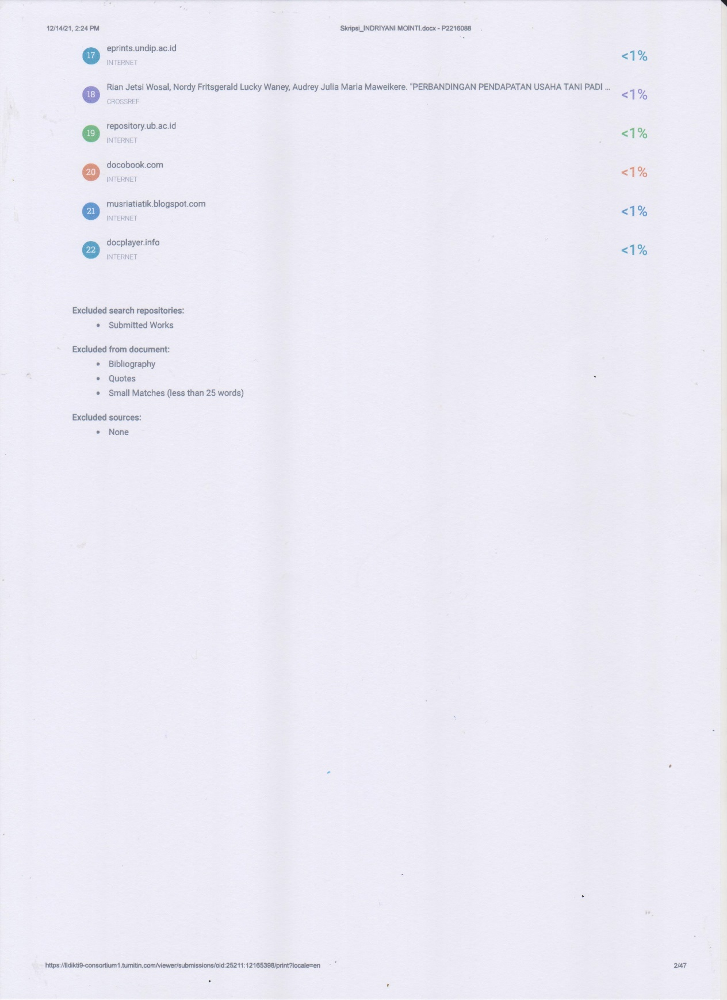 12/14/21, 2:24 PM
Skripsi_INDRIYANI MOINTI.docx - P2216088
17
eprints.undip.ac.id
INTERNET
<1%
18
Rian Jetsi Wosal, Nordy Fritsgerald Lucky Waney, Audrey Julia Maria Maweikere. "PERBANDINGAN PENDAPATAN USAHA TANI PADI ...
CROSSREF
<1%
19
repository.ub.ac.id
INTERNET
<1%
20
docobook.com
INTERNET
<1%
21
musriatiatik.blogspot.com
INTERNET
<1%
22
docplayer.info
INTERNET
<1%
Excluded search repositories:
• Submitted Works
Excluded from document:
• Bibliography
• Quotes
• Small Matches (less than 25 words)
Excluded sources:
• None
https://lldikti9-consortium1.turnitin.com/viewer/submissions/oid:25211:12165398/print?locale=en
2/47